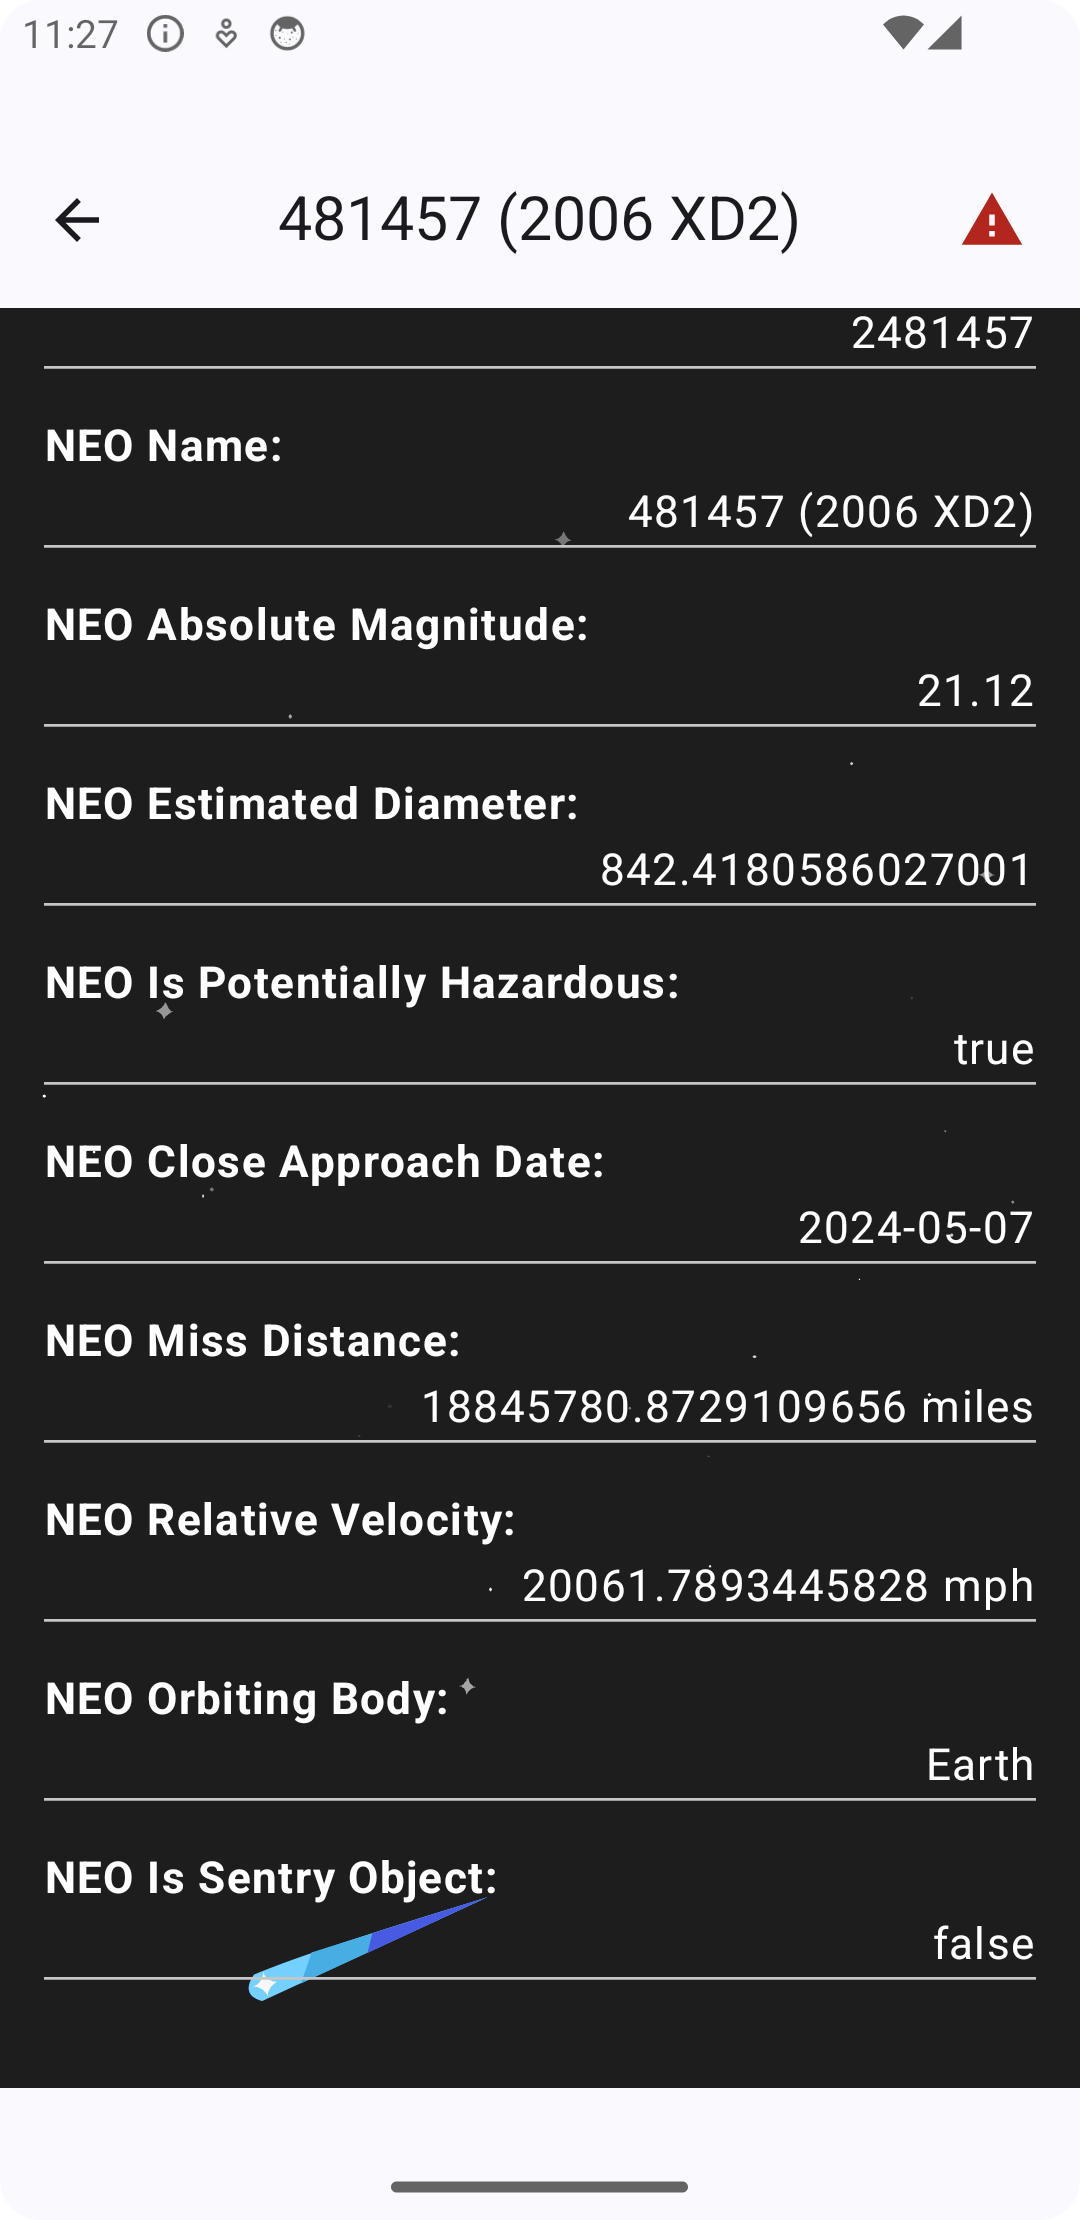 11:27
481457 (2006 XD2)
2481457
NEO Name:
481457 (2006 XD2)
NEO Absolute Magnitude:
21.12
NEO Estimated Diameter:
842.4180586027001
NEO Is Potentially Hazardous:
true
NEO Close Approach Date:
2024-05-07
NEO Miss Distance:
18845780.8729109656 miles
NEO Relative Velocity:
20061.7893445828 mph
NEO Orbiting Body:
Earth
NEO Is Sentry Object:
false